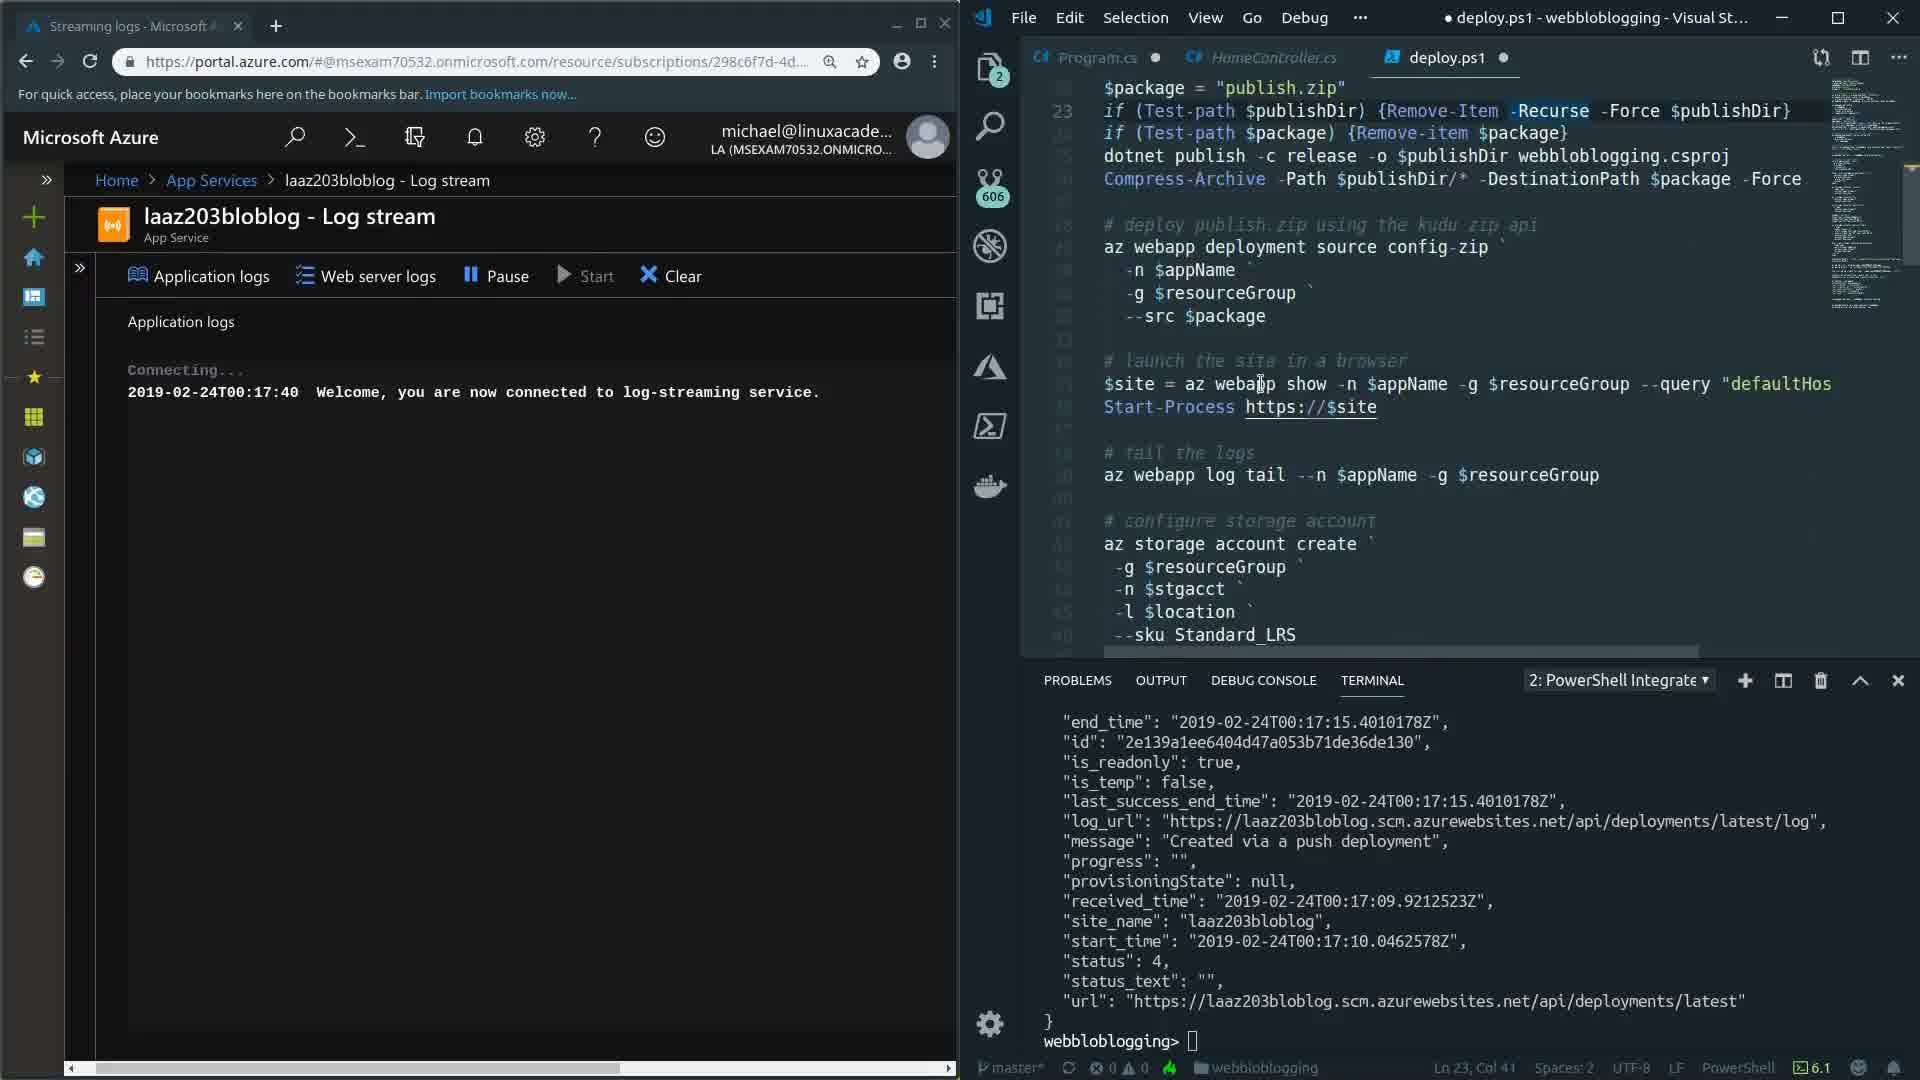 Streaming logs - Microsoft
https://portal.azure.com/#@msexam70532.onmicrosoft.com/resource/subscriptions/298c6f7d-4d...
For quick access, place your bookmarks here on the bookmarks bar. Import bookmarks now...
Microsoft Azure
michael@linuxacade...
LA (MSEXAM70532.ONMICRO...
Home > App Services > laaz203bloblog - Log stream
laaz203bloblog - Log stream
App Service
Application logs
Web server logs
Pause
Start
Clear
Application logs
Connecting...
2019-02-24T00:17:40 Welcome, you are now connected to log-streaming service.
File Edit Selection View Go Debug ··· ● deploy.ps1 - webbloblogging - Visual St...
Program.cs
HomeController.cs
deploy.ps1
2
606
$package = "publish.zip"
23 if (Test-path $publishDir) {Remove-Item -Recurse -Force $publishDir}
if (Test-path $package) {Remove-item $package}
dotnet publish -c release -o $publishDir webbloblogging.csproj
Compress-Archive -Path $publishDir/* -DestinationPath $package -Force
# deploy publish.zip using the kudu zip api
az webapp deployment source config-zip `
-n $appName `
-g $resourceGroup `
--src $package
# launch the site in a browser
$site = az webapp show -n $appName -g $resourceGroup --query "defaultHos
Start-Process https://$site
# tail the logs
az webapp log tail --n $appName -g $resourceGroup
# configure storage account
az storage account create `
-g $resourceGroup `
-n $stgacct `
-l $location `
--sku Standard_LRS
PROBLEMS OUTPUT DEBUG CONSOLE TERMINAL 2: PowerShell Integrate
"end_time": "2019-02-24T00:17:15.4010178Z",
"id": "2e139a1ee6404d47a053b71de36de130",
"is_readonly": true,
"is_temp": false,
"last_success_end_time": "2019-02-24T00:17:15.4010178Z",
"log_url": "https://laaz203bloblog.scm.azurewebsites.net/api/deployments/latest/log",
"message": "Created via a push deployment",
"progress": "",
"provisioningState": null,
"received_time": "2019-02-24T00:17:09.9212523Z",
"site_name": "laaz203bloblog",
"start_time": "2019-02-24T00:17:10.0462578Z",
"status": 4,
"status_text": "",
"url": "https://laaz203bloblog.scm.azurewebsites.net/api/deployments/latest"
}
webbloblogging>
master* 0 0 webbloblogging Ln 23, Col 41 Spaces: 2 UTF-8 LF PowerShell 6.1